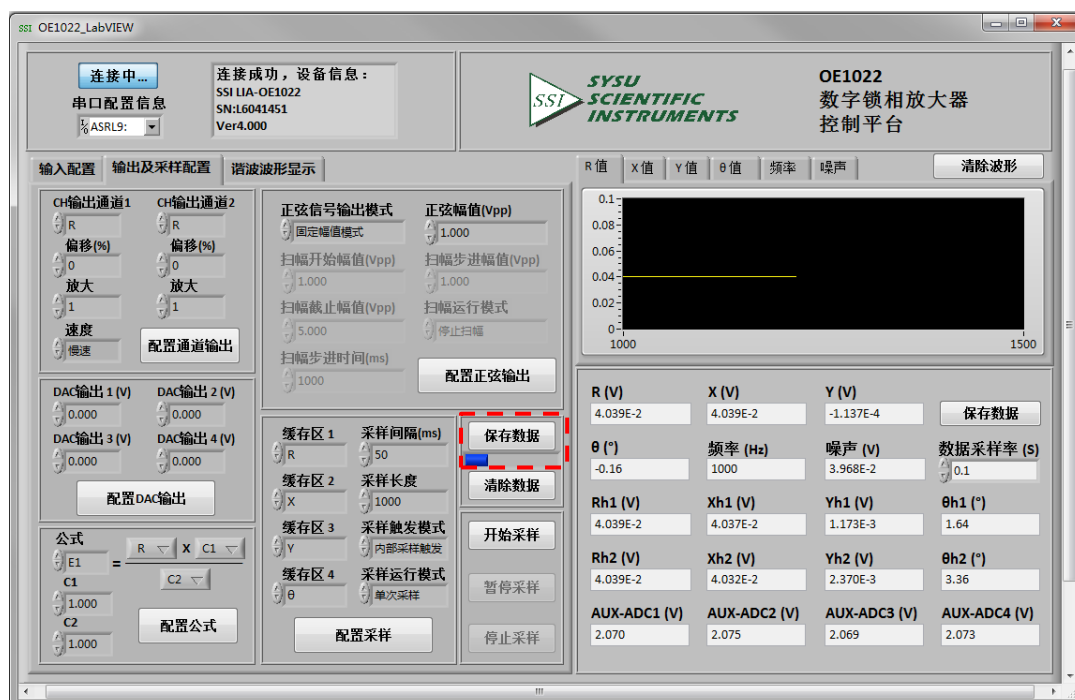 SSI OE1022_LabVIEW
连接中...
串口配置信息
ASRL9:
连接成功，设备信息：
SSI LIA-OE1022
SN:L6041451
Ver4.000
SSI
SYSU
SCIENTIFIC
INSTRUMENTS
OE1022
数字锁相放大器
控制平台
输入配置 输出及采样配置 谐波波形显示
CH输出通道1 CH输出通道2
R R
偏移(%) 偏移(%)
0 0
放大 放大
1 1
速度
慢速
配置通道输出
DAC输出 1 (V) DAC输出 2 (V)
0.000 0.000
DAC输出 3 (V) DAC输出 4 (V)
0.000 0.000
配置DAC输出
公式
E1 = R X C1
C2
C1
1.000
C2
1.000
配置公式
正弦信号输出模式 正弦幅值(Vpp)
固定幅值模式 1.000
扫幅开始幅值(Vpp) 扫幅步进幅值(Vpp)
1.000 1.000
扫幅截止幅值(Vpp) 扫幅运行模式
5.000 停止扫幅
扫幅步进时间(ms)
1000
配置正弦输出
缓存区 1 采样间隔(ms)
R 50
缓存区 2 采样长度
X 1000
缓存区 3 采样触发模式
Y 内部采样触发
缓存区 4 采样运行模式
θ 单次采样
配置采样
保存数据
清除数据
开始采样
暂停采样
停止采样
R值 X值 Y值 θ值 频率 噪声
清除波形
0.1
0.08
0.06
0.04
0.02
0
1000 1500
R (V) X (V) Y (V)
4.039E-2 4.039E-2 -1.137E-4 保存数据
θ (°) 频率 (Hz) 噪声 (V) 数据采样率 (S)
-0.16 1000 3.968E-2 0.1
Rh1 (V) Xh1 (V) Yh1 (V) θh1 (°)
4.039E-2 4.037E-2 1.173E-3 1.64
Rh2 (V) Xh2 (V) Yh2 (V) θh2 (°)
4.039E-2 4.032E-2 2.370E-3 3.36
AUX-ADC1 (V) AUX-ADC2 (V) AUX-ADC3 (V) AUX-ADC4 (V)
2.070 2.075 2.069 2.073